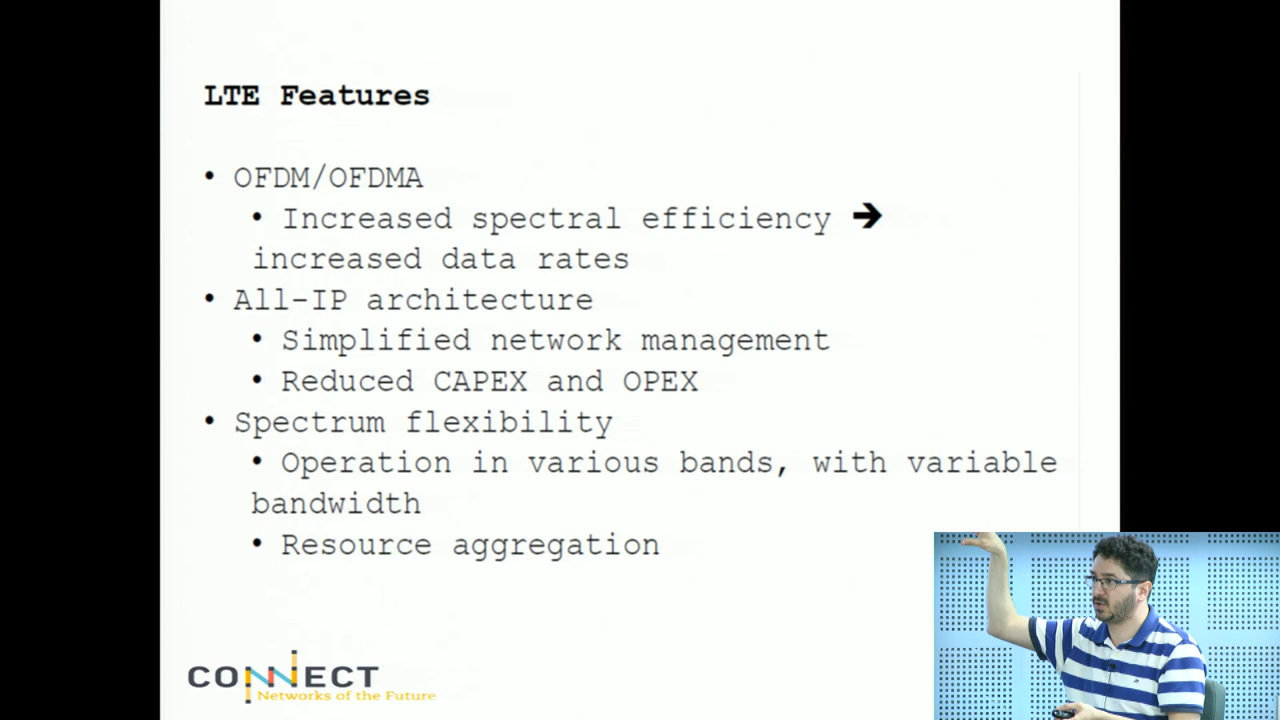 LTE Features
• OFDM/OFDMA
• Increased spectral efficiency ➔
increased data rates
• All-IP architecture
• Simplified network management
• Reduced CAPEX and OPEX
• Spectrum flexibility
• Operation in various bands, with variable
bandwidth
• Resource aggregation
CONNECT
Networks of the Future